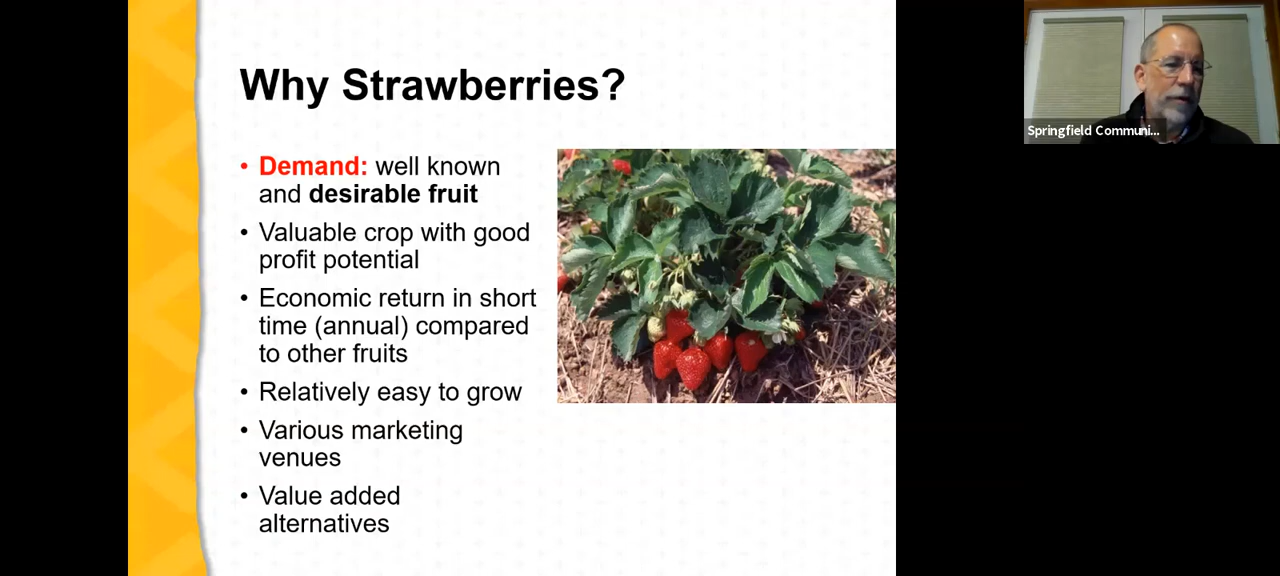 Why Strawberries?
• Demand: well known
and desirable fruit
• Valuable crop with good
profit potential
• Economic return in short
time (annual) compared
to other fruits
• Relatively easy to grow
• Various marketing
venues
• Value added
alternatives
Springfield Communi...